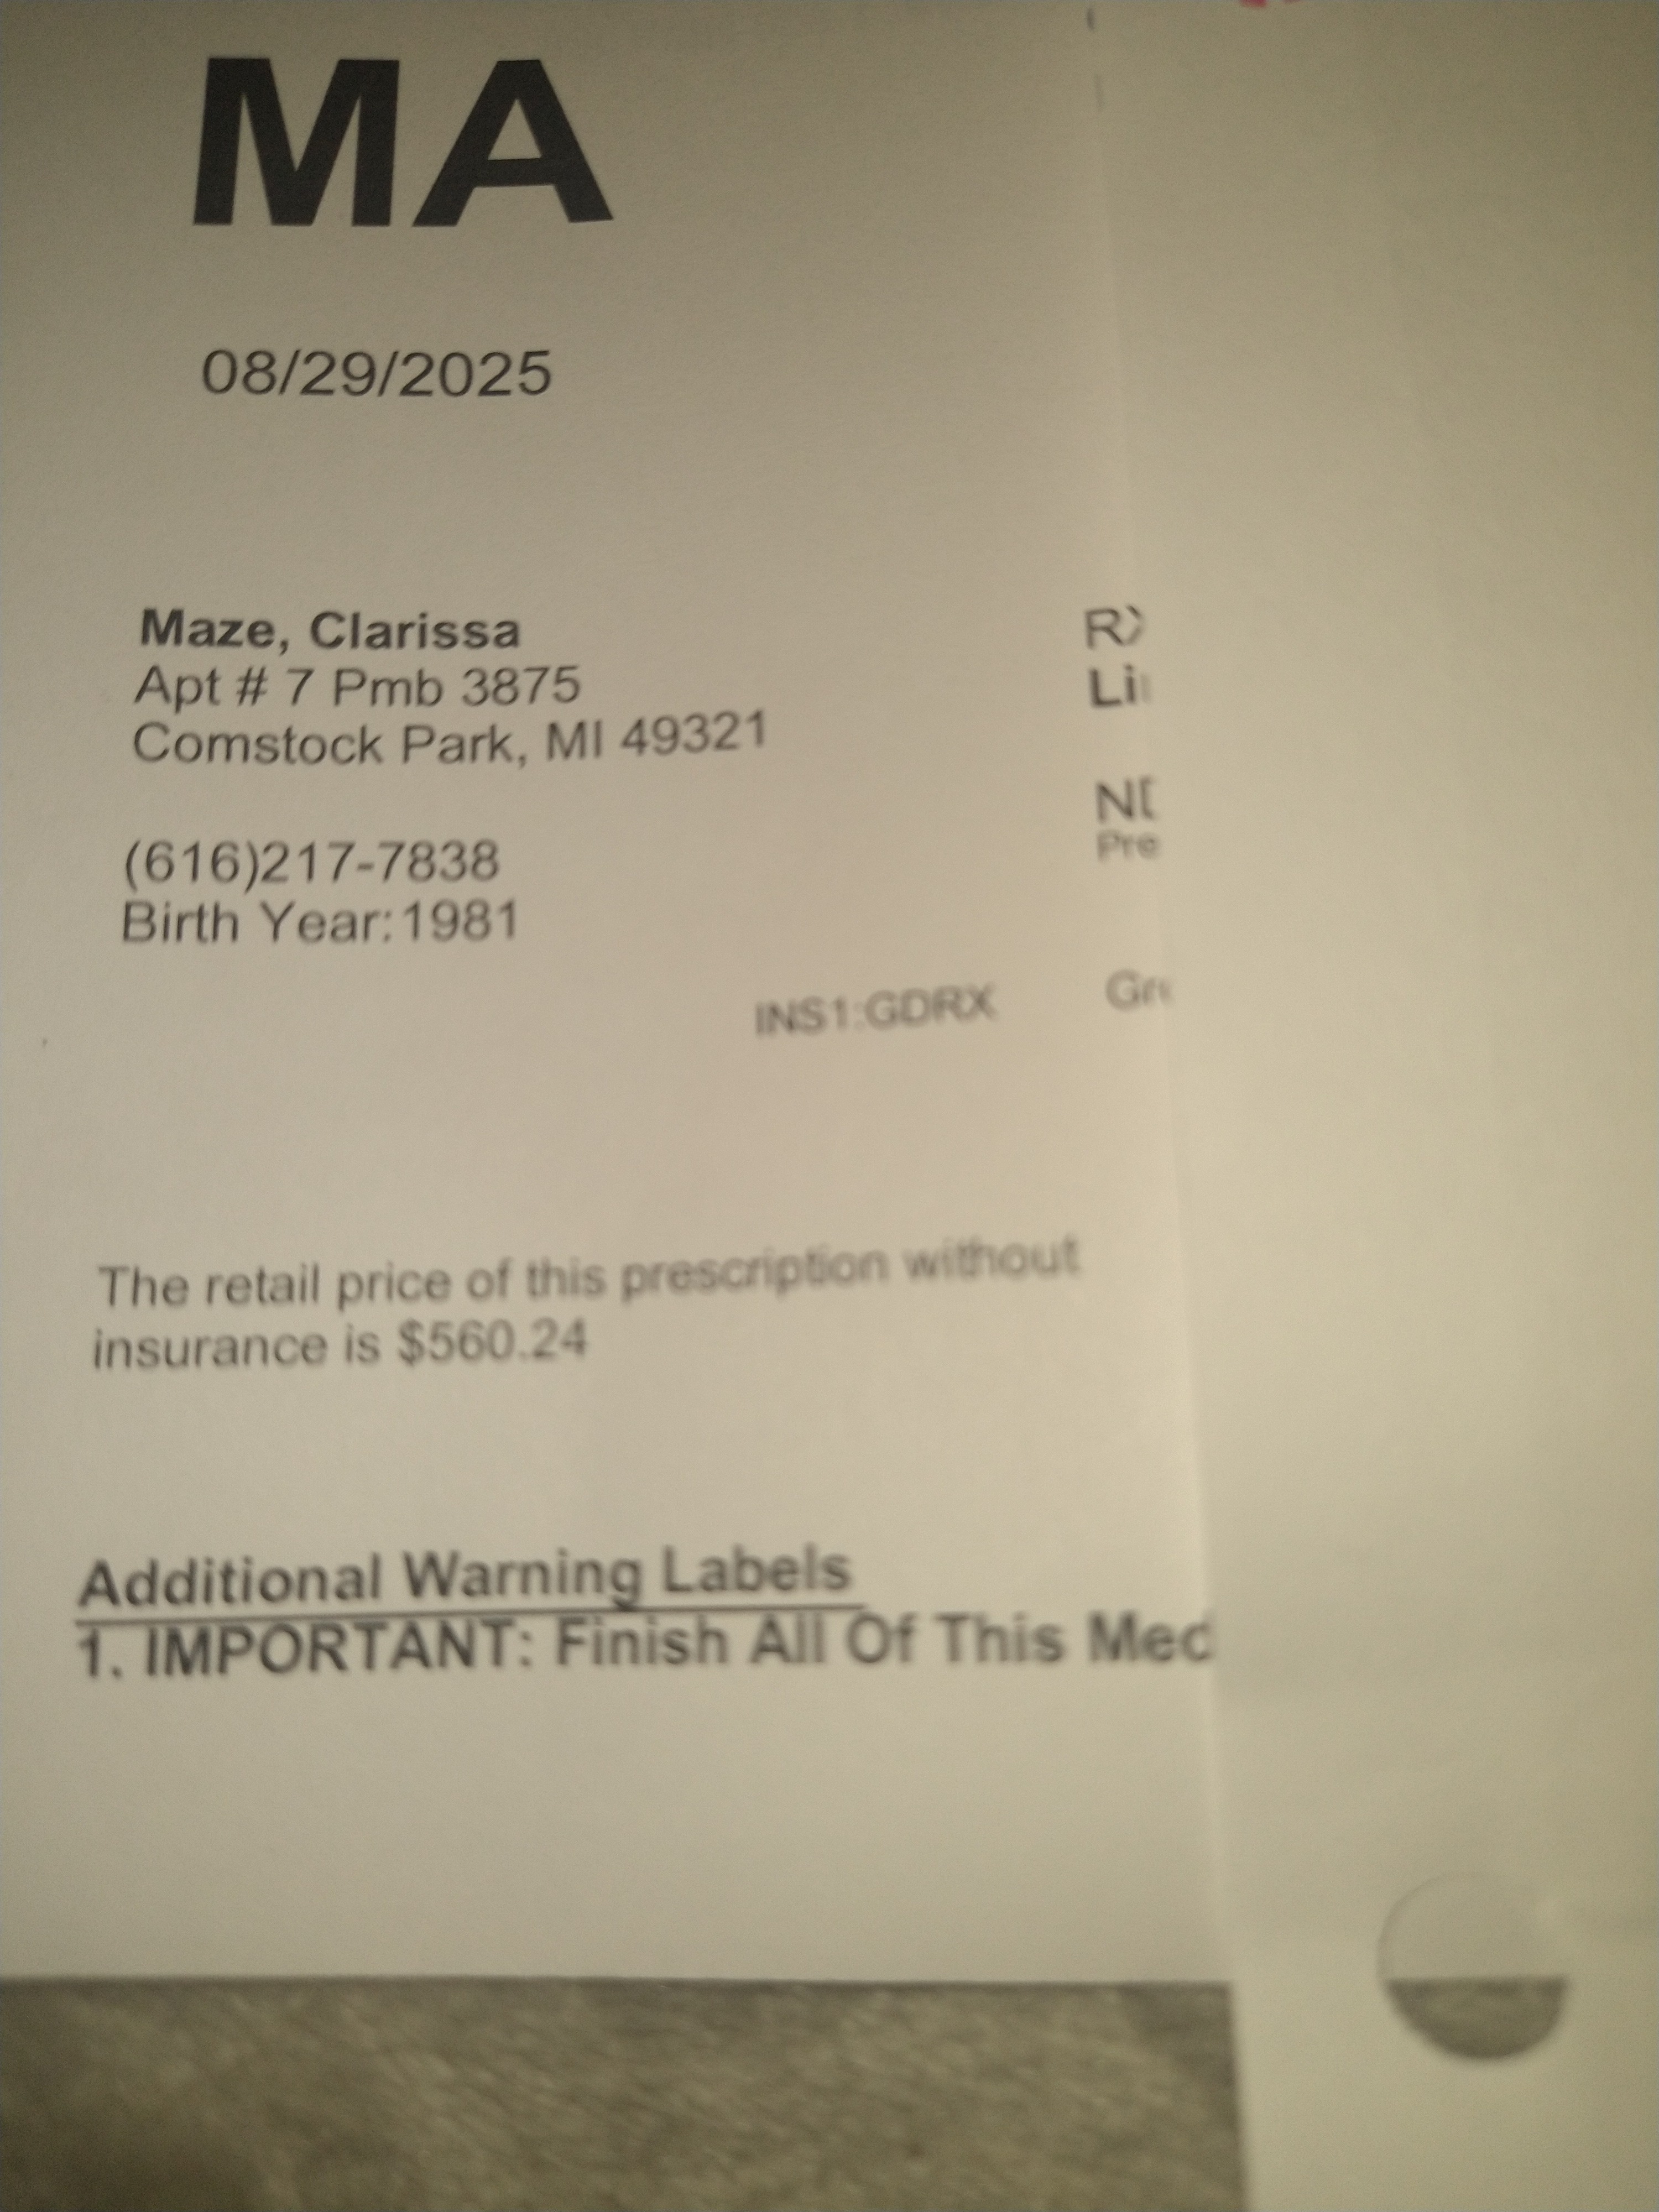 MA
08/29/2025
Maze, Clarissa
Apt # 7 Pmb 3875
Comstock Park, MI 49321
(616)217-7838
Birth Year:1981
INS1:GDRX
The retail price of this prescription without
insurance is $560.24
Additional Warning Labels
1. IMPORTANT: Finish All Of This Med
Pre